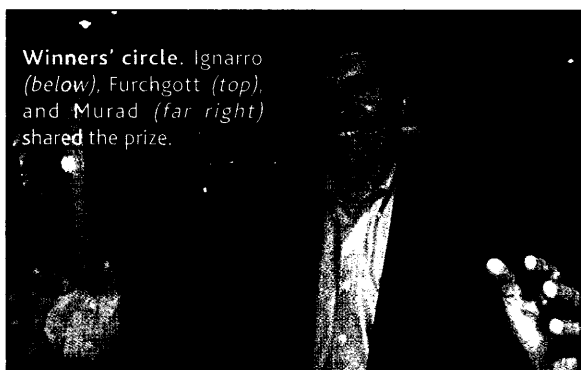 Winners' circle. Ignarro
(below), Furchgott (top),
and Murad (far right)
shared the prize.